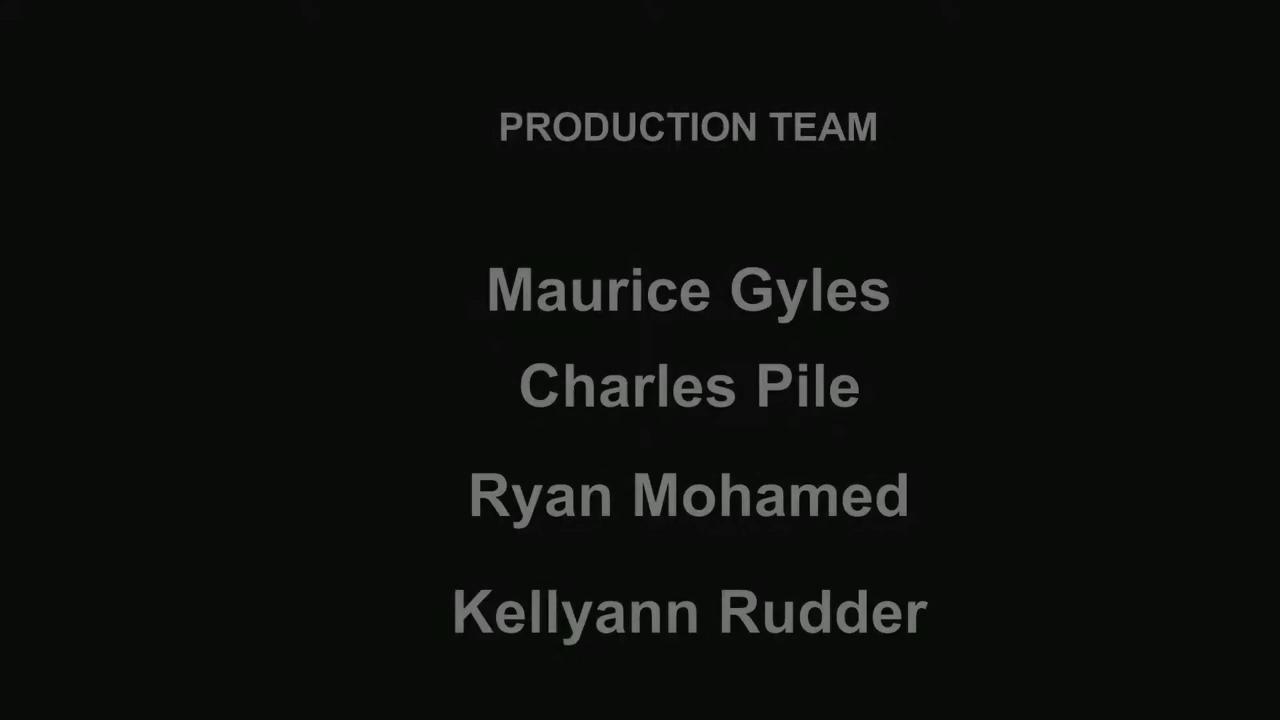 PRODUCTION TEAM
Maurice Gyles
Charles Pile
Ryan Mohamed
Kellyann Rudder